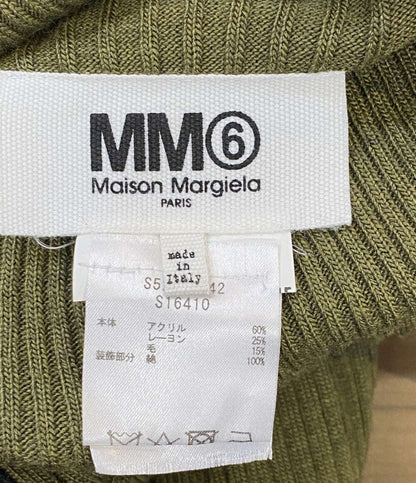 MM⑥
Maison Margiela
PARIS
made
in
Italy
S5 42
S16410
本体 アクリル 60%
レーヨン 25%
毛 15%
装飾部分 綿 100%